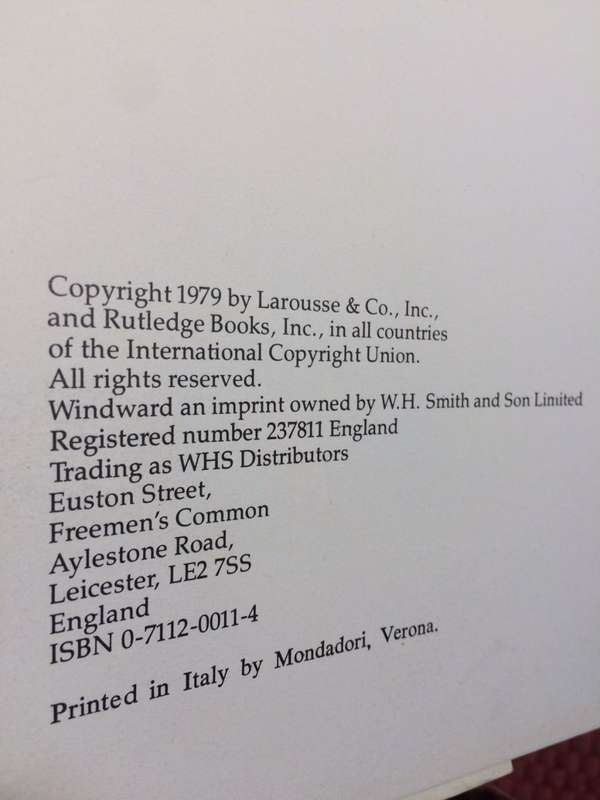 Copyright 1979 by Larousse & Co., Inc.,
and Rutledge Books, Inc., in all countries
of the International Copyright Union.
All rights reserved.
Windward an imprint owned by W.H. Smith and Son Limited
Registered number 237811 England
Trading as WHS Distributors
Euston Street,
Freemen's Common
Aylestone Road,
Leicester, LE2 7SS
England
ISBN 0-7112-0011-4
Printed in Italy by Mondadori, Verona.